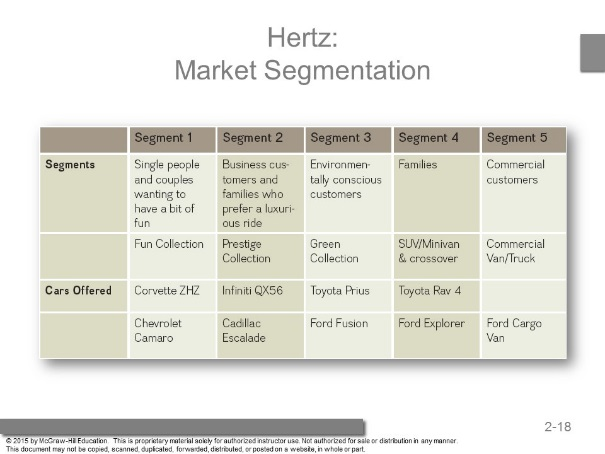 Hertz:
Market Segmentation
Segment 1 Segment 2 Segment 3 Segment 4 Segment 5
Segments Single people Business cus- Environmen- Families Commercial
and couples tomers and tally conscious customers
wanting to families who customers
have a bit of prefer a luxuri-
fun ous ride
Fun Collection Prestige Green SUV/Minivan Commercial
Collection Collection & crossover Van/Truck
Cars Offered Corvette ZHZ Infiniti QX56 Toyota Prius Toyota Rav 4
Chevrolet Cadillac Ford Fusion Ford Explorer Ford Cargo
Camaro Escalade Van
2-18
© 2015 by McGraw-Hill Education. This is proprietary material solely for authorized instructor use. Not authorized for sale or distribution in any manner.
This document may not be copied, scanned, duplicated, forwarded, distributed, or posted on a website, in whole or part.